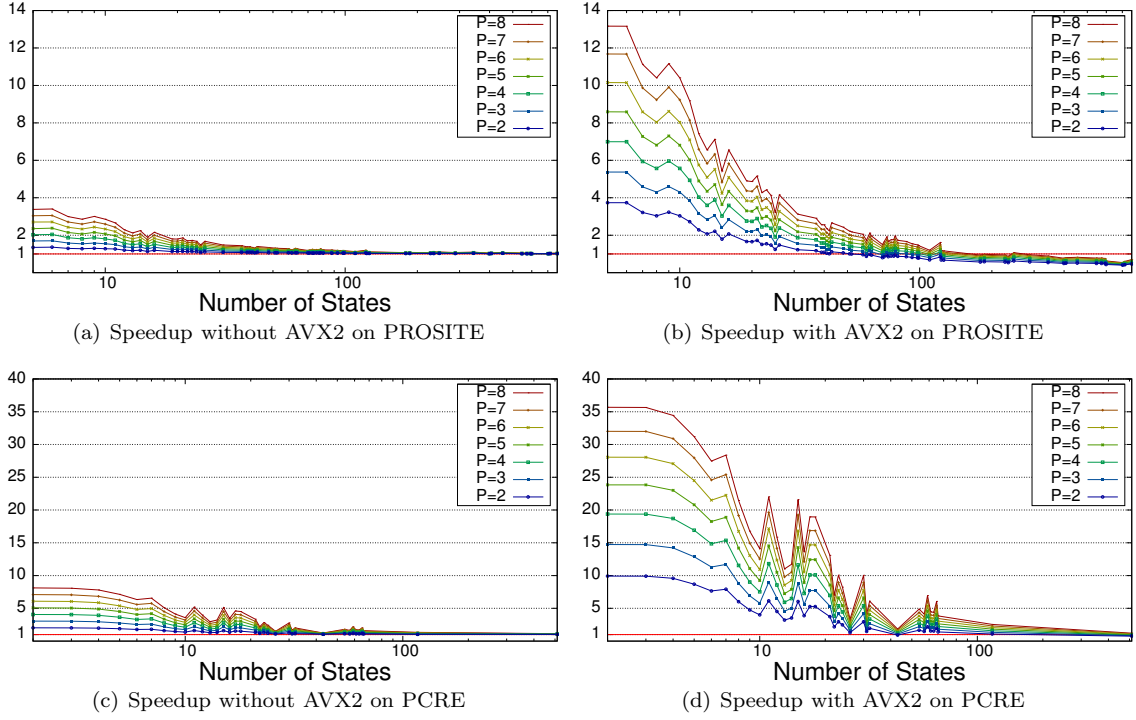 14
12
10
8
6
4
2
1
P=8
P=7
P=6
P=5
P=4
P=3
P=2
10
100
Number of States
(a) Speedup without AVX2 on PROSITE
14
12
10
8
6
4
2
1
P=8
P=7
P=6
P=5
P=4
P=3
P=2
10
100
Number of States
(b) Speedup with AVX2 on PROSITE
40
35
30
25
20
15
10
5
1
P=8
P=7
P=6
P=5
P=4
P=3
P=2
10
100
Number of States
(c) Speedup without AVX2 on PCRE
40
35
30
25
20
15
10
5
1
P=8
P=7
P=6
P=5
P=4
P=3
P=2
10
100
Number of States
(d) Speedup with AVX2 on PCRE